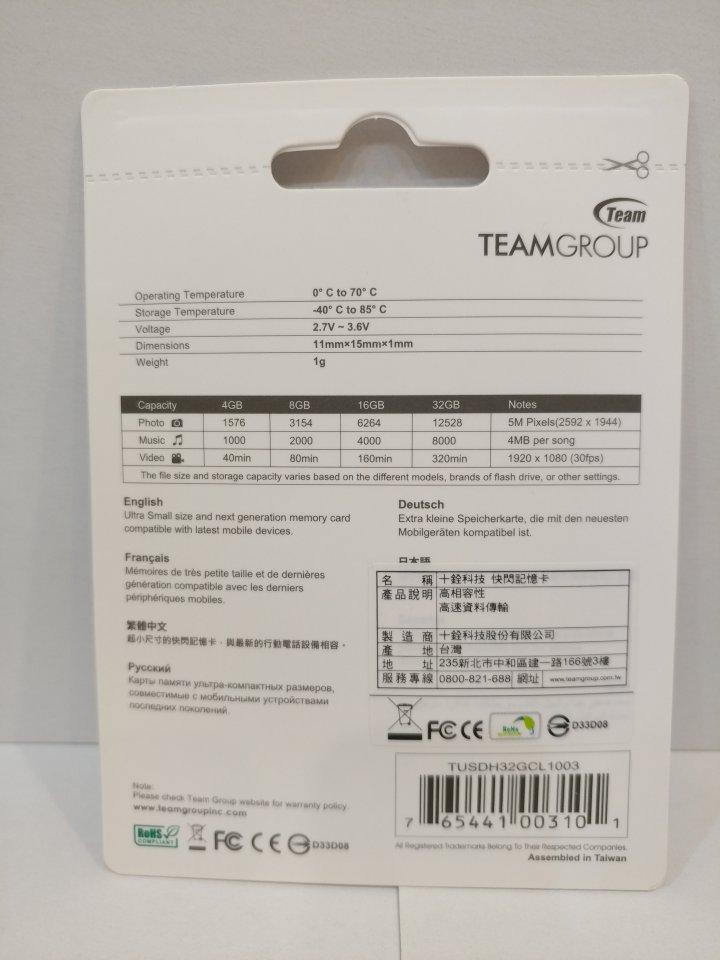 Team
TEAMGROUP
Operating Temperature 0° C to 70° C
Storage Temperature -40° C to 85° C
Voltage 2.7V ~ 3.6V
Dimensions 11mm×15mm×1mm
Weight 1g
Capacity 4GB 8GB 16GB 32GB Notes
Photo 1576 3154 6264 12528 5M Pixels(2592 x 1944)
Music 1000 2000 4000 8000 4MB per song
Video 40min 80min 160min 320min 1920 x 1080 (30fps)
The file size and storage capacity varies based on the different models, brands of flash drive, or other settings.
English
Ultra Small size and next generation memory card
compatible with latest mobile devices.
Français
Mémoires de très petite taille et de dernières
génération compatible avec les derniers
périphériques mobiles.
繁體中文
超小尺寸的快閃記憶卡，與最新的行動電話設備相容。
Русский
Карты памяти ультра-компактных размеров,
совместимые с мобильными устройствами
последних поколений.
Deutsch
Extra kleine Speicherkarte, die mit den neuesten
Mobilgeräten kompatibel ist.
日本語
名稱 十銓科技 快閃記憶卡
產品說明 高相容性
高速資料傳輸
製造商 十銓科技股份有限公司
產地 台灣
地址 235新北市中和區建一路166號3樓
服務專線 0800-821-688 網址 www.teamgroup.com.tw
FC CE RoHS D33D08
TUSDH32GCL1003
7 65441 00310 1
Note:
Please check Team Group website for warranty policy.
www.teamgroupinc.com
RoHS
COMPLIANT
FC CE D33D08
All Registered Trademarks Belong To Their Respected Companies.
Assembled in Taiwan